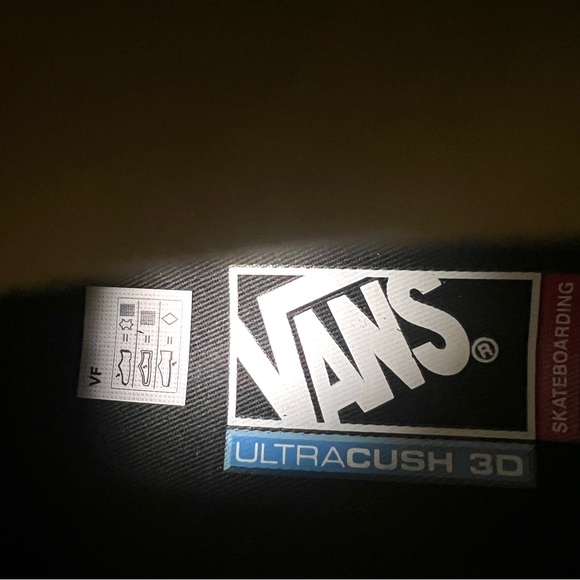 VANS®
ULTRACUSH 3D
SKATEBOARDING
VF